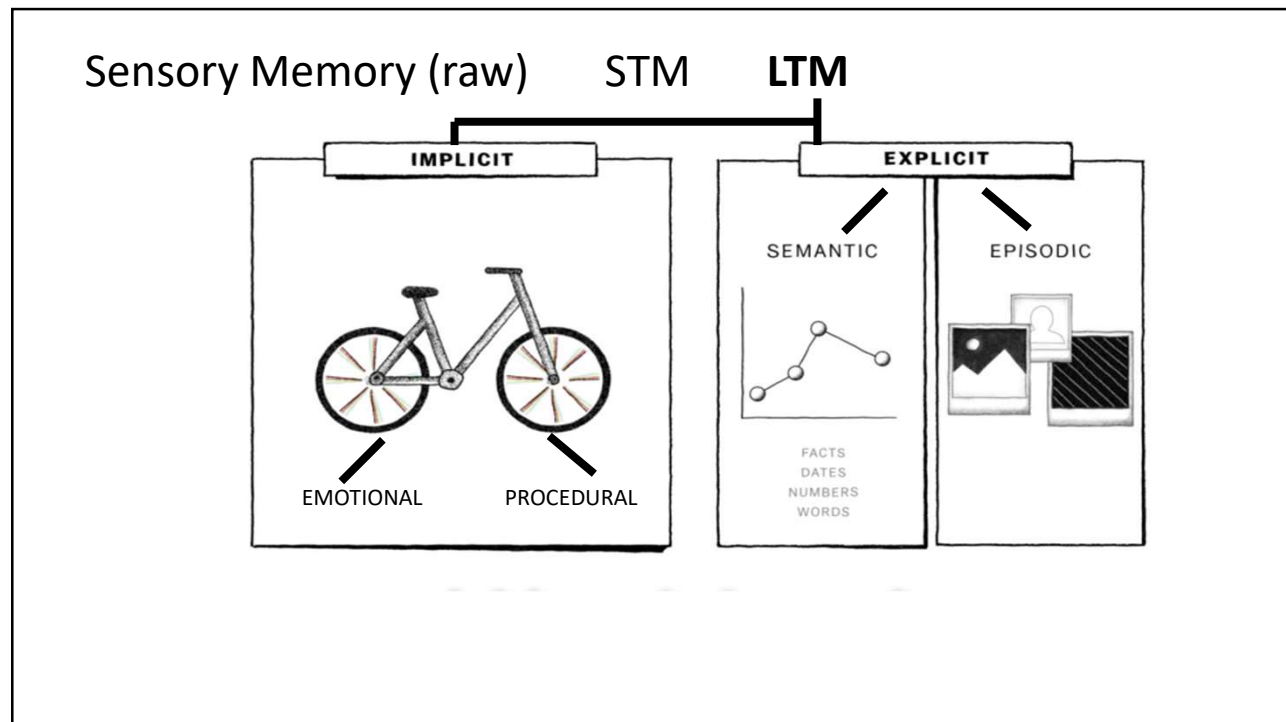 Sensory Memory (raw) STM LTM
IMPLICIT
EXPLICIT
SEMANTIC
EPISODIC
FACTS
DATES
NUMBERS
WORDS
EMOTIONAL
PROCEDURAL